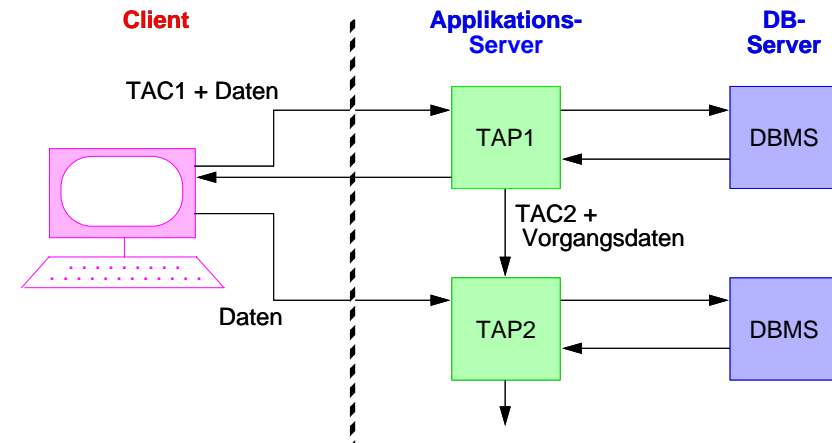 Client
Applikations-
Server
DB-
Server
TAC1 + Daten
TAP1
DBMS
TAC2 +
Vorgangsdaten
Daten
TAP2
DBMS